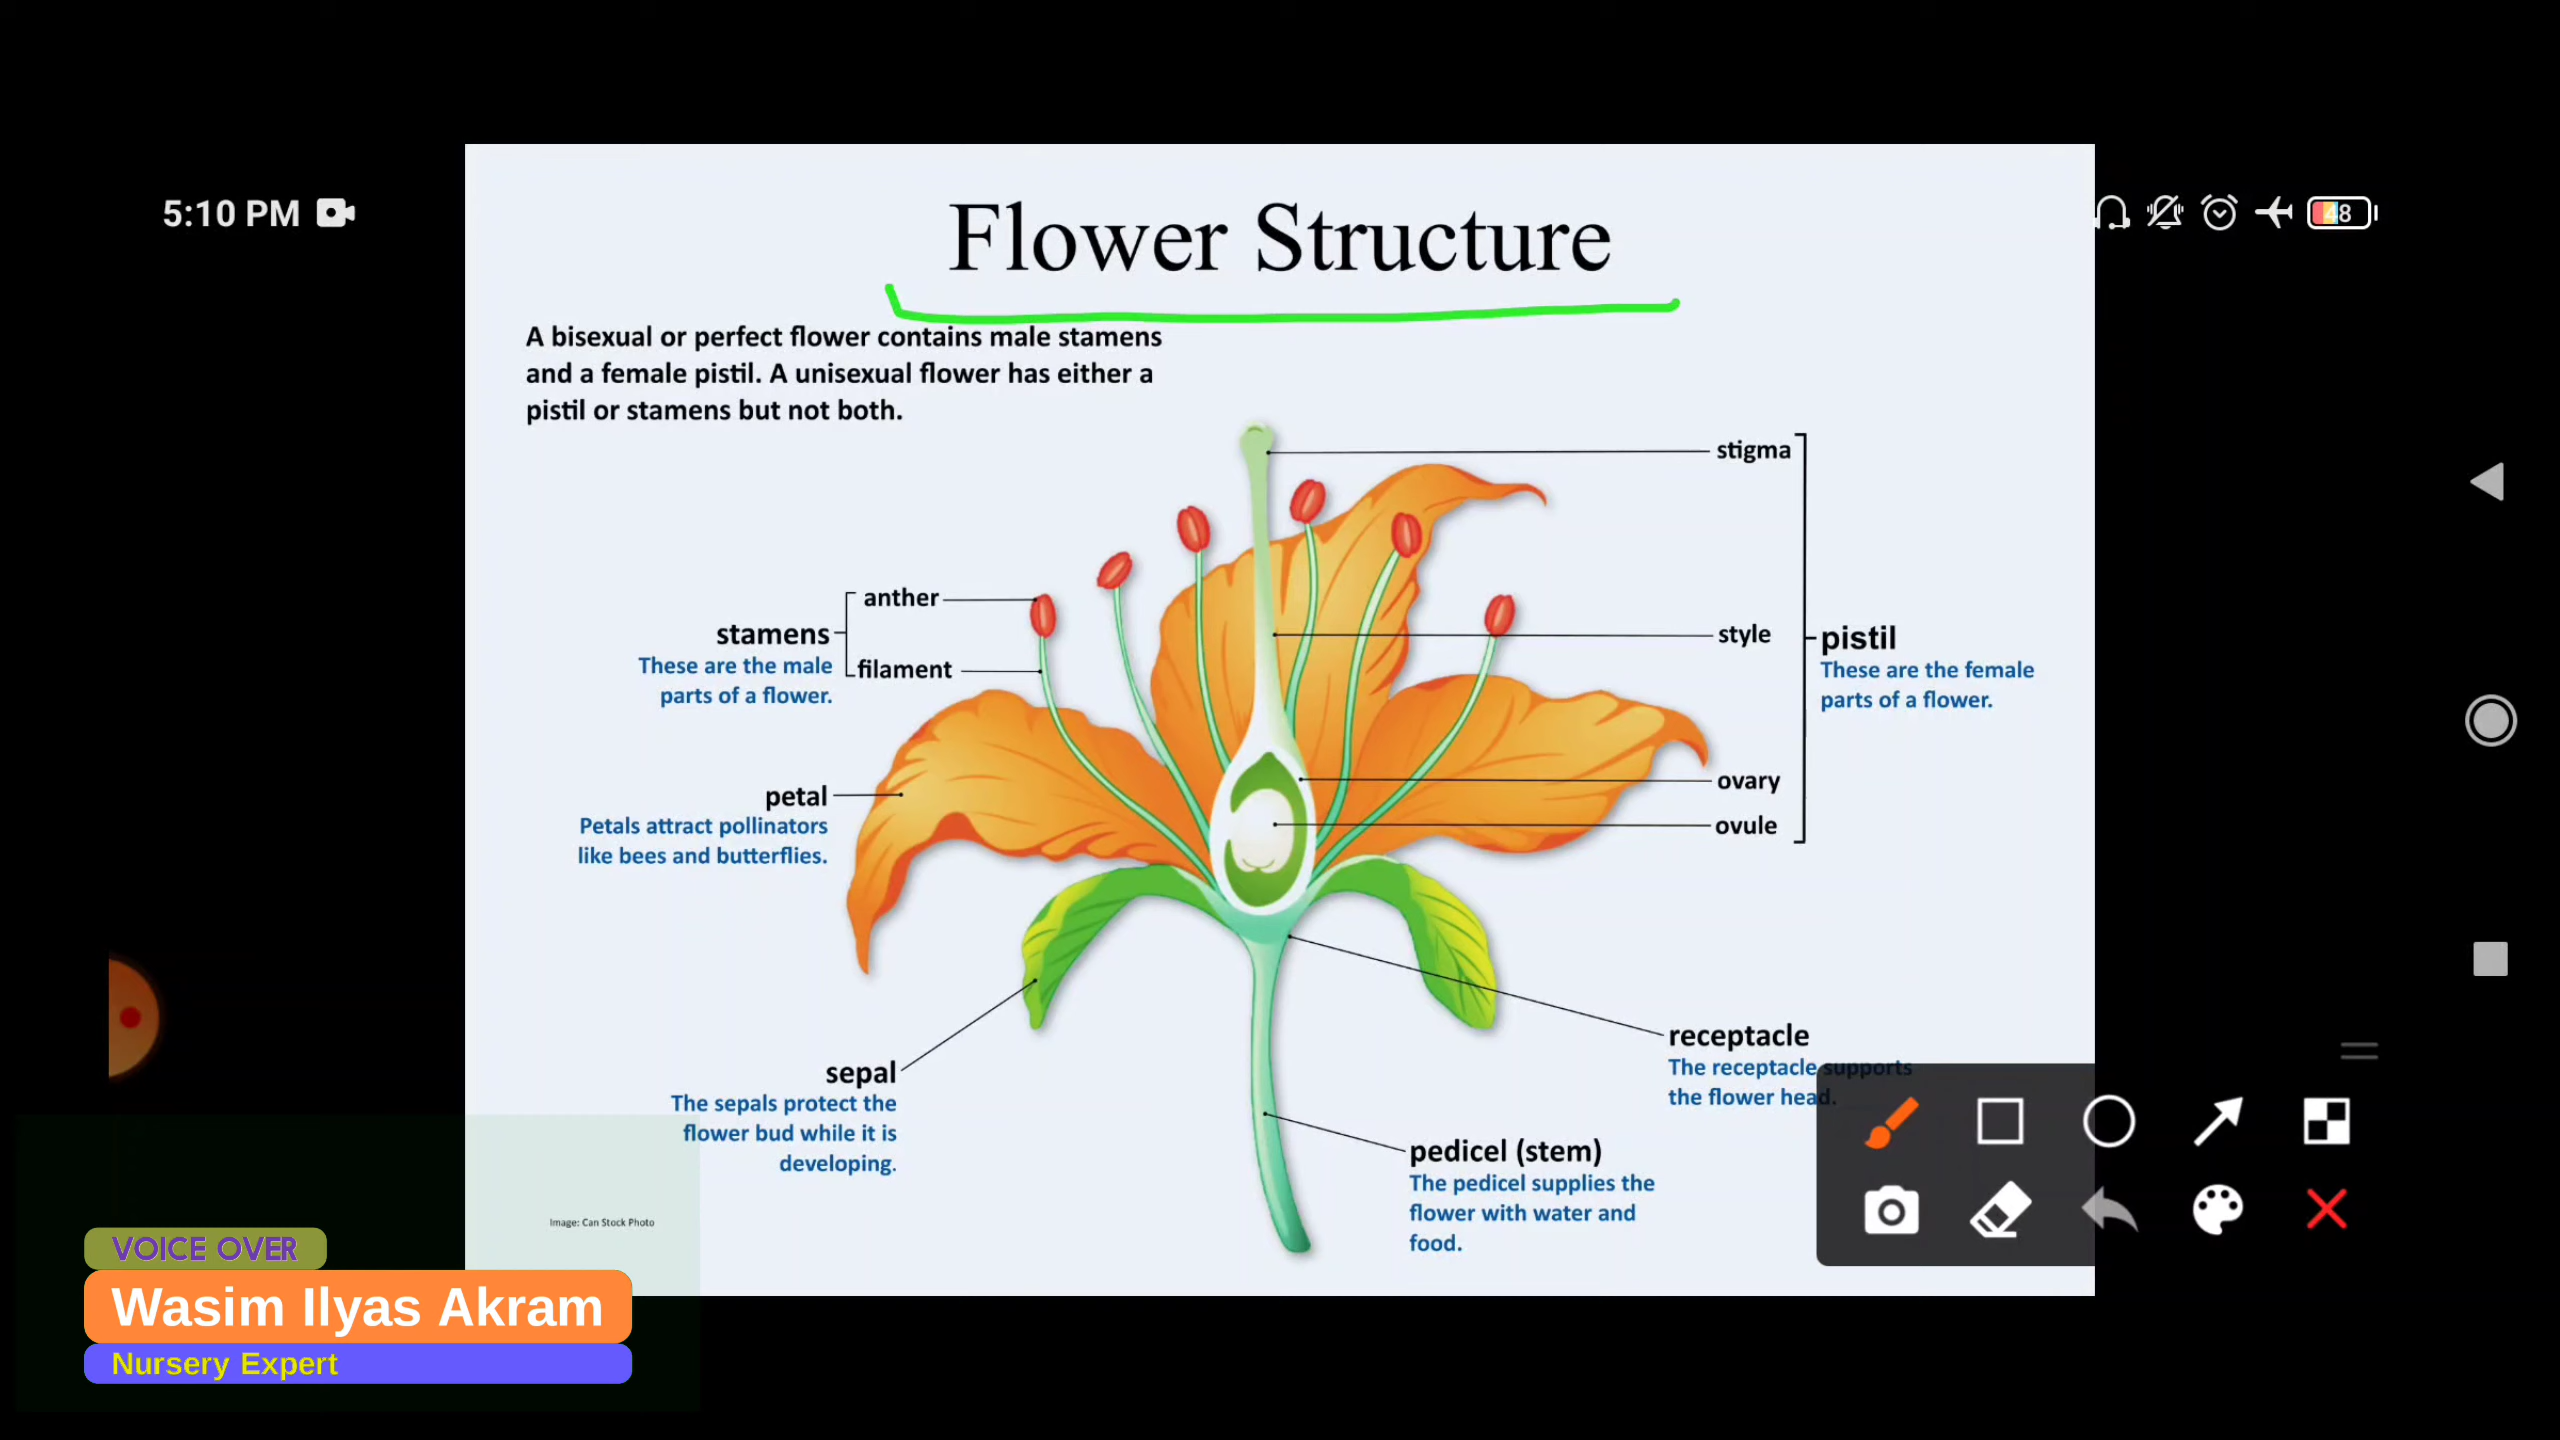 5:10 PM
48
Flower Structure
A bisexual or perfect flower contains male stamens
and a female pistil. A unisexual flower has either a
pistil or stamens but not both.
stigma
anther
stamens
These are the male
parts of a flower.
filament
style
pistil
These are the female
parts of a flower.
petal
Petals attract pollinators
like bees and butterflies.
ovary
ovule
sepal
The sepals protect the
flower bud while it is
developing.
receptacle
The receptacle supports
the flower head.
pedicel (stem)
The pedicel supplies the
flower with water and
food.
Image: Can Stock Photo
VOICE OVER
Wasim Ilyas Akram
Nursery Expert